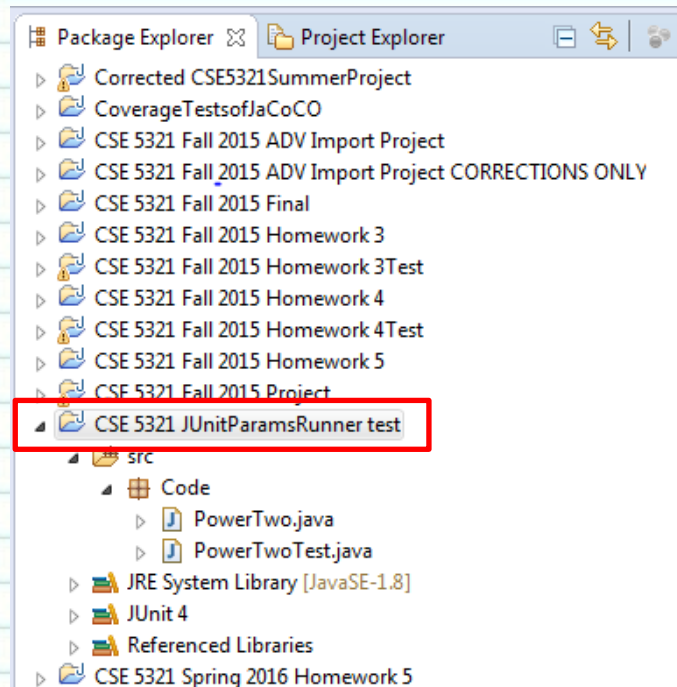 Package Explorer Project Explorer
Corrected CSE5321SummerProject
CoverageTestsofJaCoCO
CSE 5321 Fall 2015 ADV Import Project
CSE 5321 Fall 2015 ADV Import Project CORRECTIONS ONLY
CSE 5321 Fall 2015 Final
CSE 5321 Fall 2015 Homework 3
CSE 5321 Fall 2015 Homework 3Test
CSE 5321 Fall 2015 Homework 4
CSE 5321 Fall 2015 Homework 4Test
CSE 5321 Fall 2015 Homework 5
CSE 5321 Fall 2015 Project
CSE 5321 JUnitParamsRunner test
src
Code
PowerTwo.java
PowerTwoTest.java
JRE System Library [JavaSE-1.8]
JUnit 4
Referenced Libraries
CSE 5321 Spring 2016 Homework 5